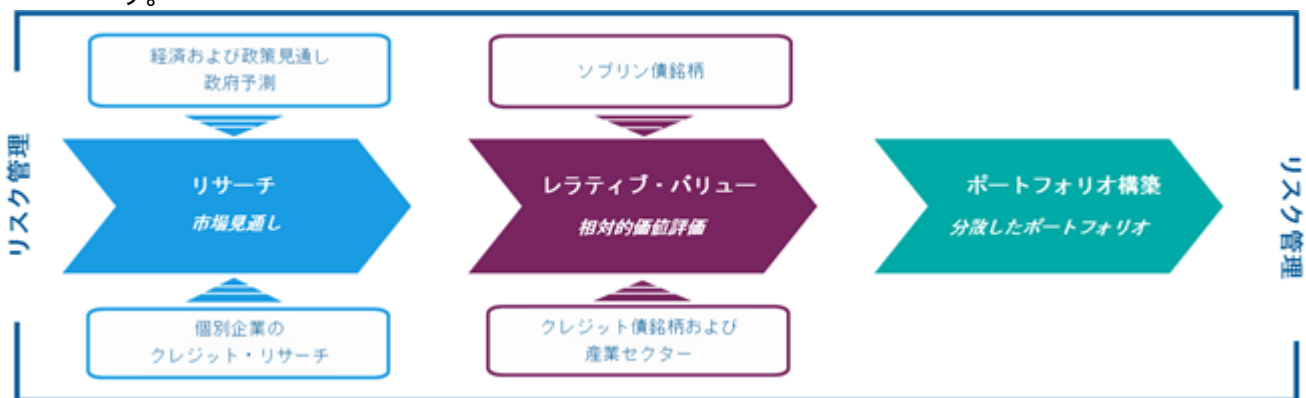 す。
経済および政策見通し
政府予測
ソブリン債銘柄
リスク管理
リサーチ
市場見通し
レラティブ・バリュー
相対的価値評価
ポートフォリオ構築
分散したポートフォリオ
リスク管理
個別企業の
クレジット・リサーチ
クレジット債銘柄および
産業セクター